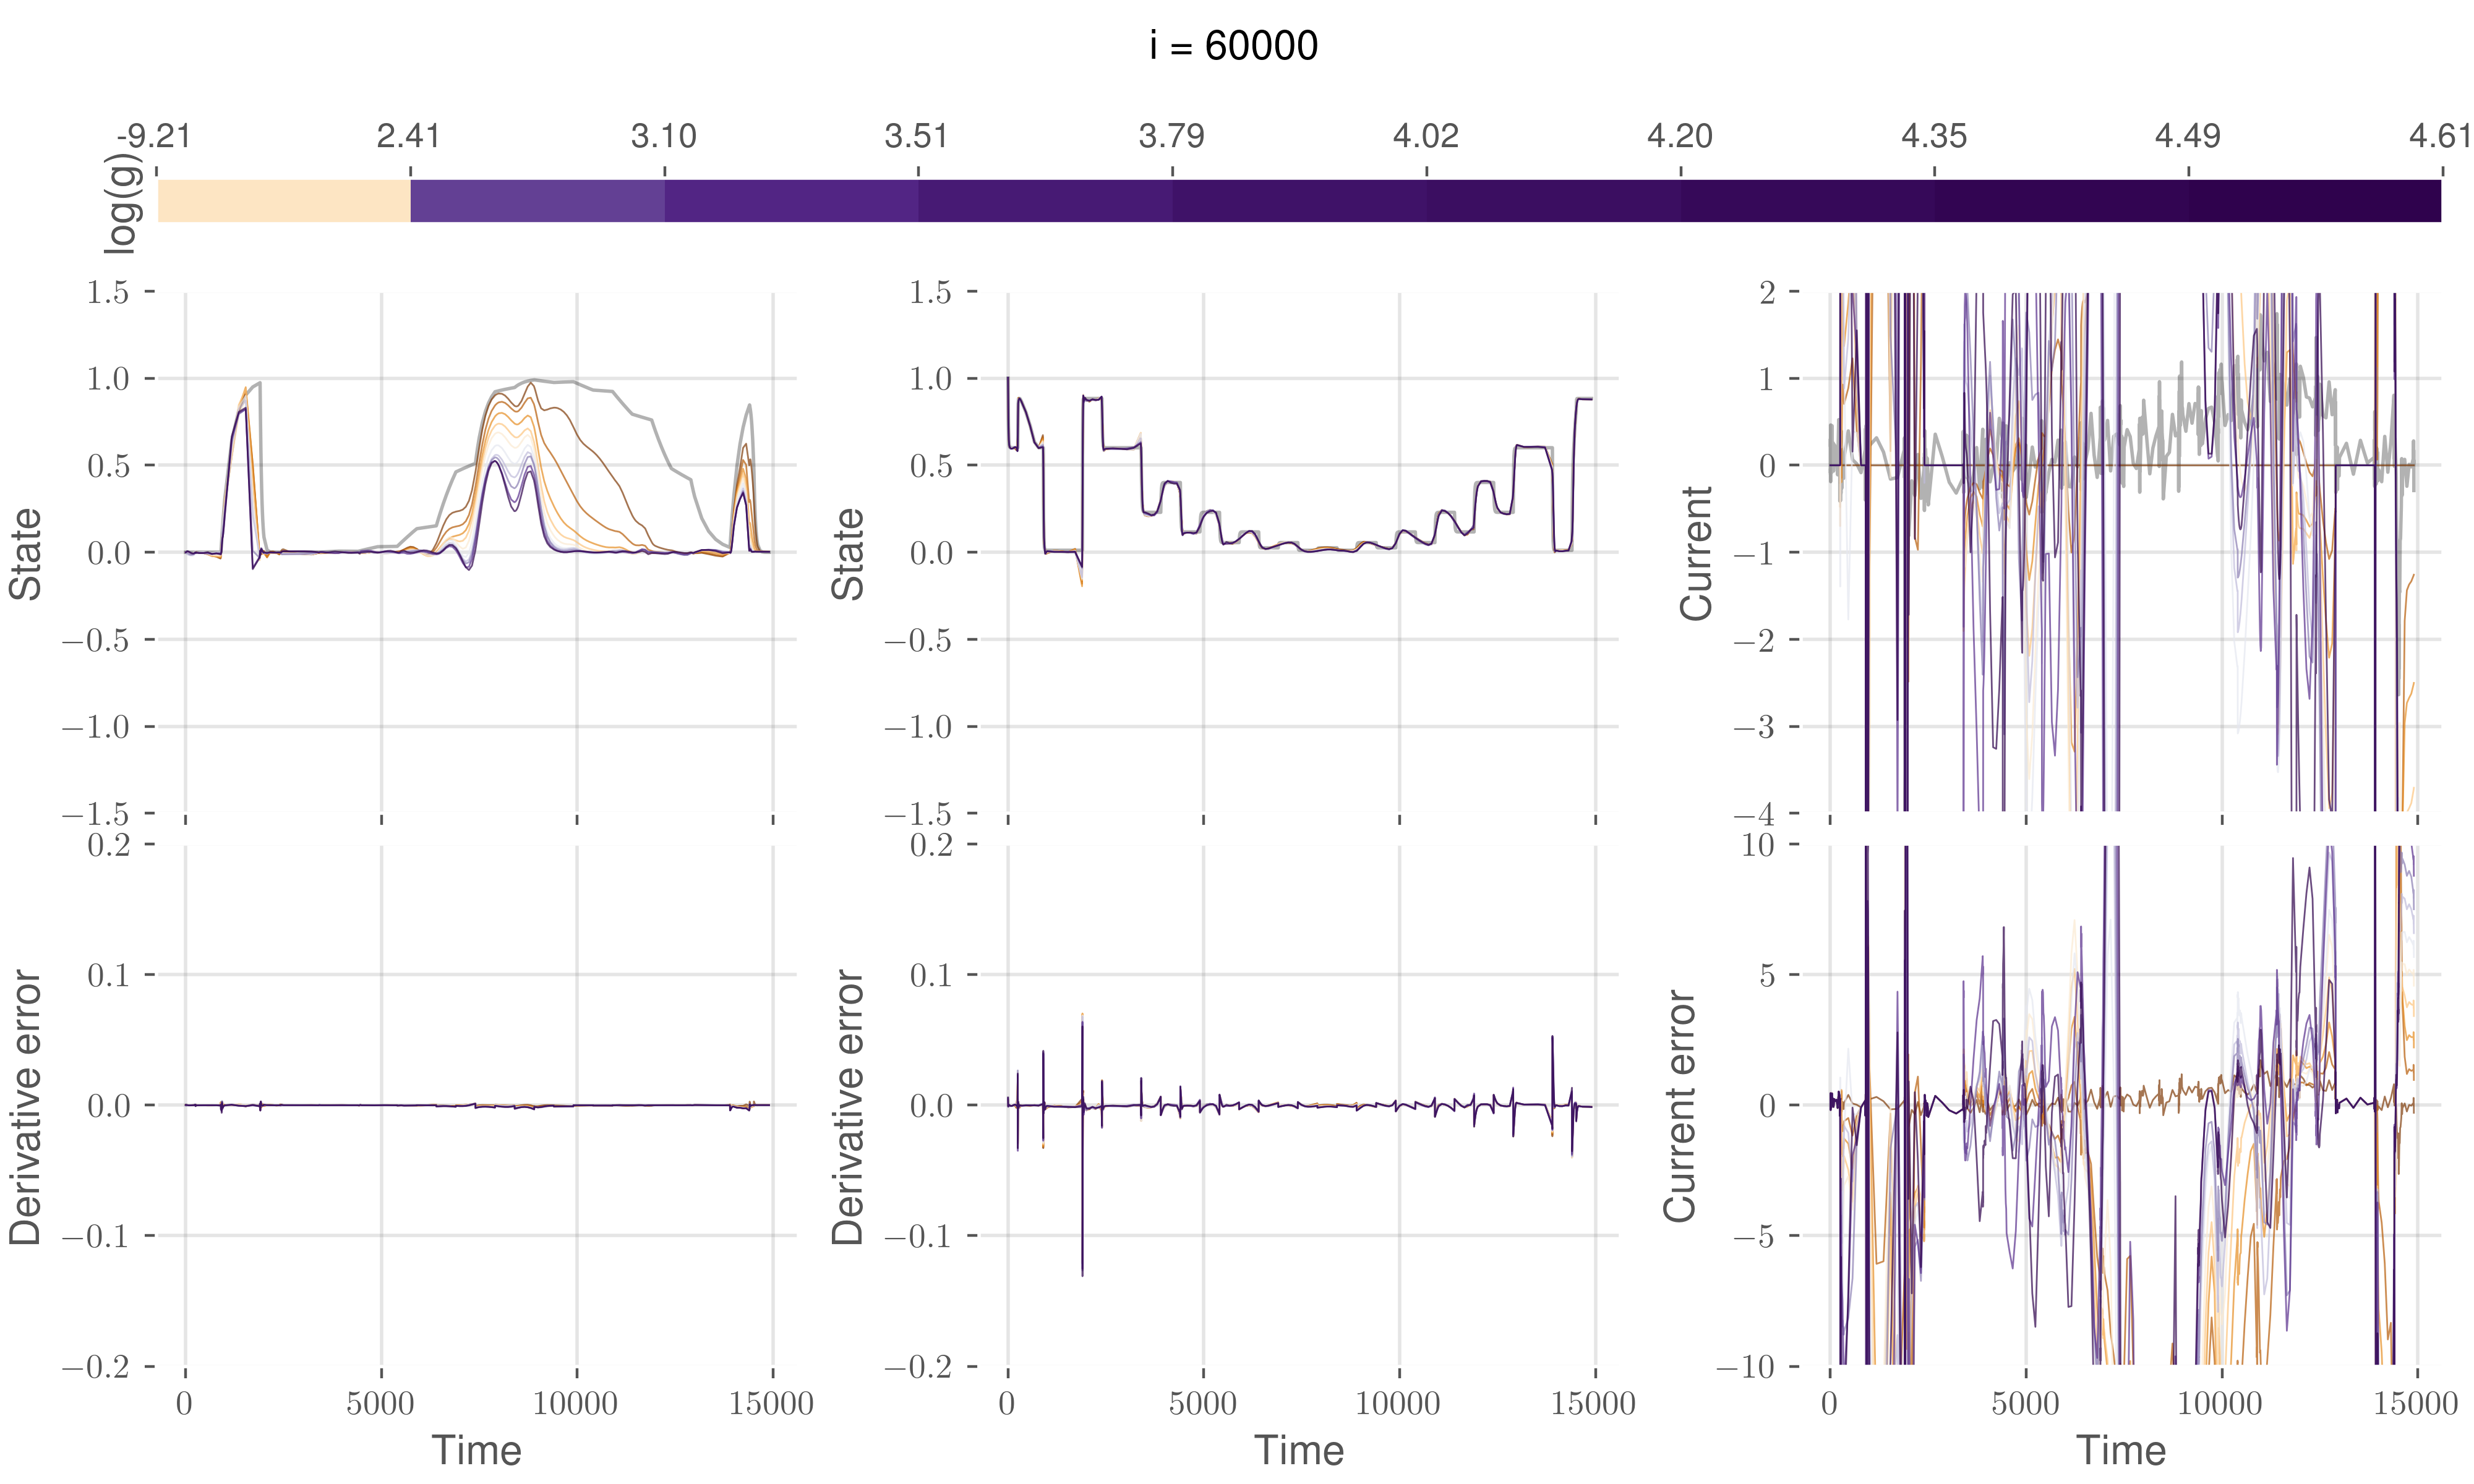 i = 60000
-9.21 2.41 3.10 3.51 3.79 4.02 4.20 4.35 4.49 4.61
log(g)
State
1.5
1.0
0.5
0.0
−0.5
−1.0
−1.5
State
1.5
1.0
0.5
0.0
−0.5
−1.0
−1.5
Current
2
1
0
−1
−2
−3
−4
Derivative error
0.2
0.1
0.0
−0.1
−0.2
0 5000 10000 15000
Time
Derivative error
0.2
0.1
0.0
−0.1
−0.2
0 5000 10000 15000
Time
Current error
10
5
0
−5
−10
0 5000 10000 15000
Time